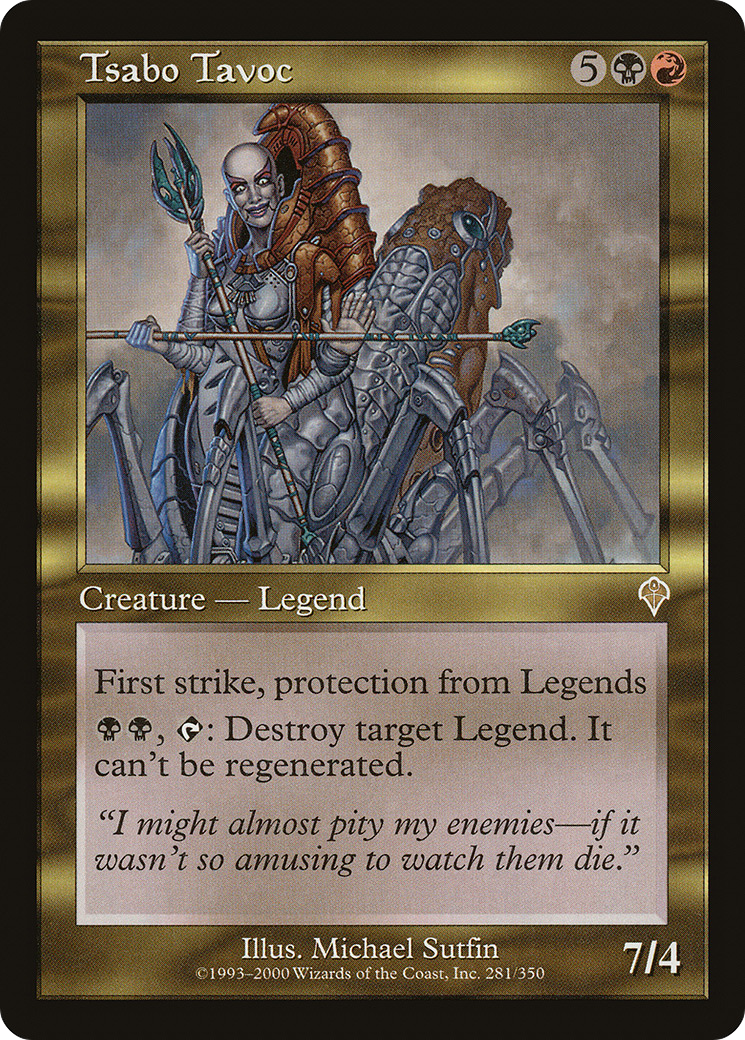 Tsabo Tavoc
5
Creature — Legend
First strike, protection from Legends
, : Destroy target Legend. It
can't be regenerated.
“I might almost pity my enemies—if it
wasn't so amusing to watch them die.”
Illus. Michael Sutfin
7/4
©1993–2000 Wizards of the Coast, Inc. 281/350